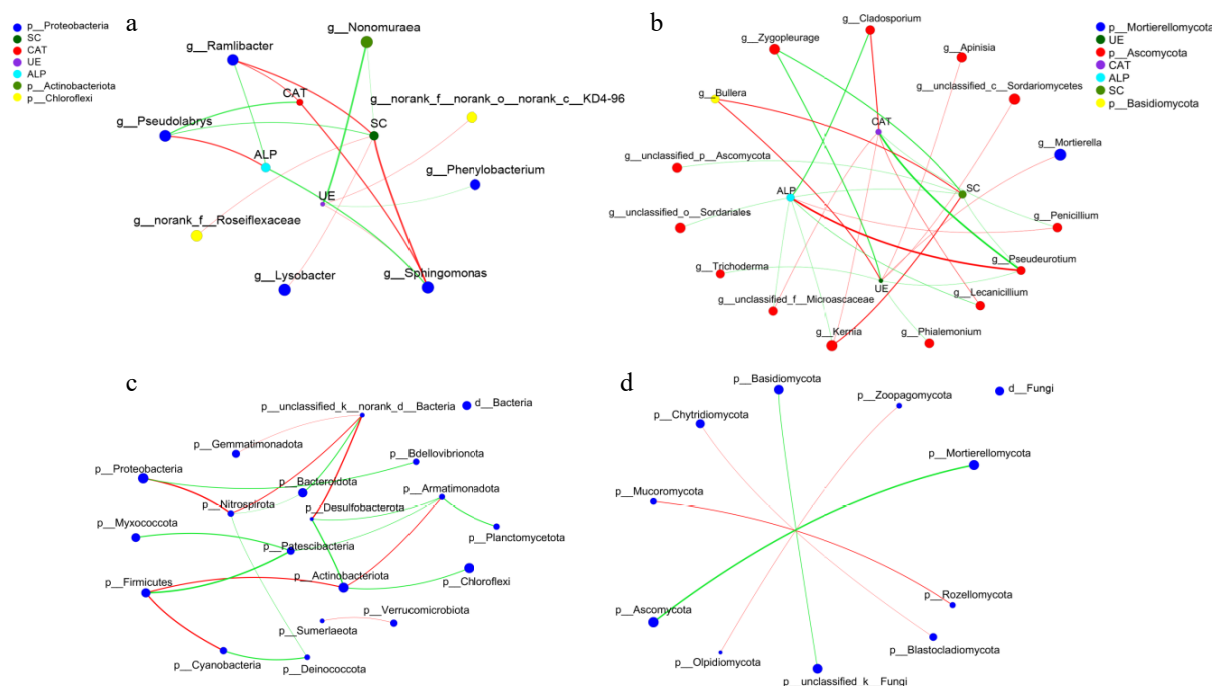 a
p__Proteobacteria
SC
CAT
UE
ALP
p__Actinobacteriota
p__Chloroflexi
g__Nonomuraea
g__Ramlibacter
CAT
g__norank_f__norank_o__norank_c__KD4-96
SC
g__Pseudolabrys
ALP
g__Phenylobacterium
UE
g__norank_f__Roseiflexaceae
g__Lysobacter
g__Sphingomonas
b
p__Mortierellomycota
UE
p__Ascomycota
CAT
ALP
SC
p__Basidiomycota
g__Cladosporium
g__Zygopleurage
g__Apinisia
g__unclassified_c__Sordariomycetes
g__Bullera
CAT
g__Mortierella
g__unclassified_p__Ascomycota
SC
ALP
g__unclassified_o__Sordariales
g__Penicillium
g__Pseudeurotium
g__Trichoderma
UE
g__Lecanicillium
g__unclassified_f__Microascaceae
g__Kernia
g__Phialemonium
c
p__unclassified_k__norank_d__Bacteria
d__Bacteria
p__Gemmatimonadota
p__Bdellovibrionota
p__Proteobacteria
p__Bacteroidota
p__Armatimonadota
p__Nitrospirota
p__Desulfobacterota
p__Myxococcota
p__Planctomycetota
p__Patescibacteria
p__Firmicutes
p__Actinobacteriota
p__Chloroflexi
p__Verrucomicrobiota
p__Sumerlaeota
p__Cyanobacteria
p__Deinococcota
d
p__Basidiomycota
p__Zoopagomycota
d__Fungi
p__Chytridiomycota
p__Mortierellomycota
p__Mucoromycota
p__Rozellomycota
p__Ascomycota
p__Blastocladiomycota
p__Olpidiomycota
p__unclassified_k__Fungi